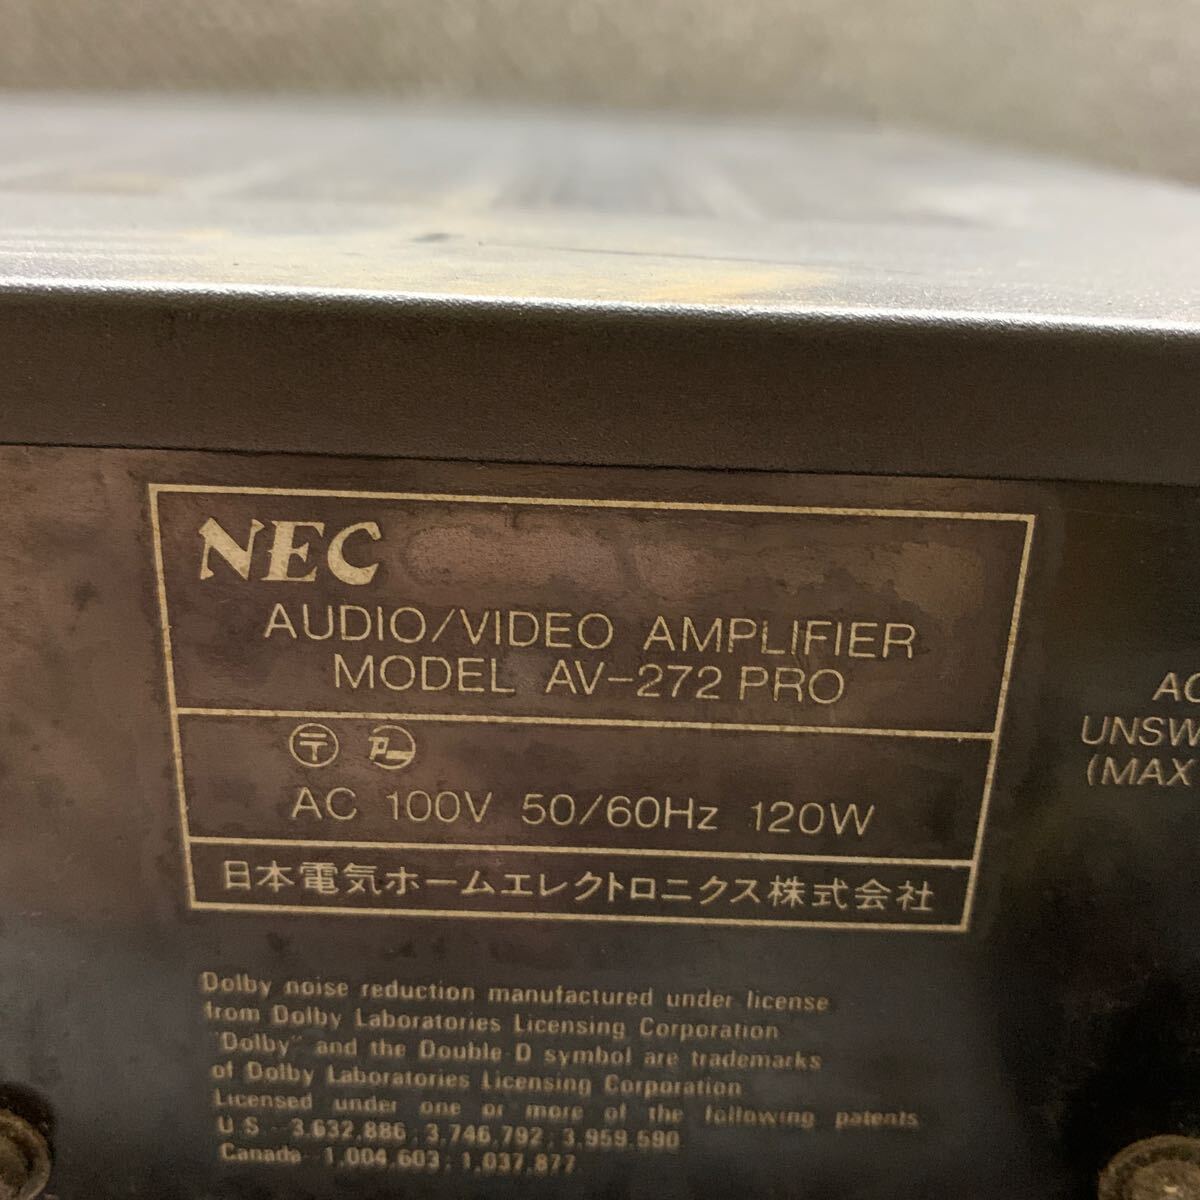 NEC
AUDIO/VIDEO AMPLIFIER
MODEL AV-272 PRO
〒
AC 100V 50/60Hz 120W
日本電気ホームエレクトロニクス株式会社
Dolby noise reduction manufactured under license
from Dolby Laboratories Licensing Corporation
"Dolby" and the Double-D symbol are trademarks
of Dolby Laboratories Licensing Corporation
Licensed under one or more of the following patents
U.S - 3,632,886 ; 3,746,792 ; 3,959,590
Canada - 1,004,603 ; 1,037,877
AC
UNSW
(MAX